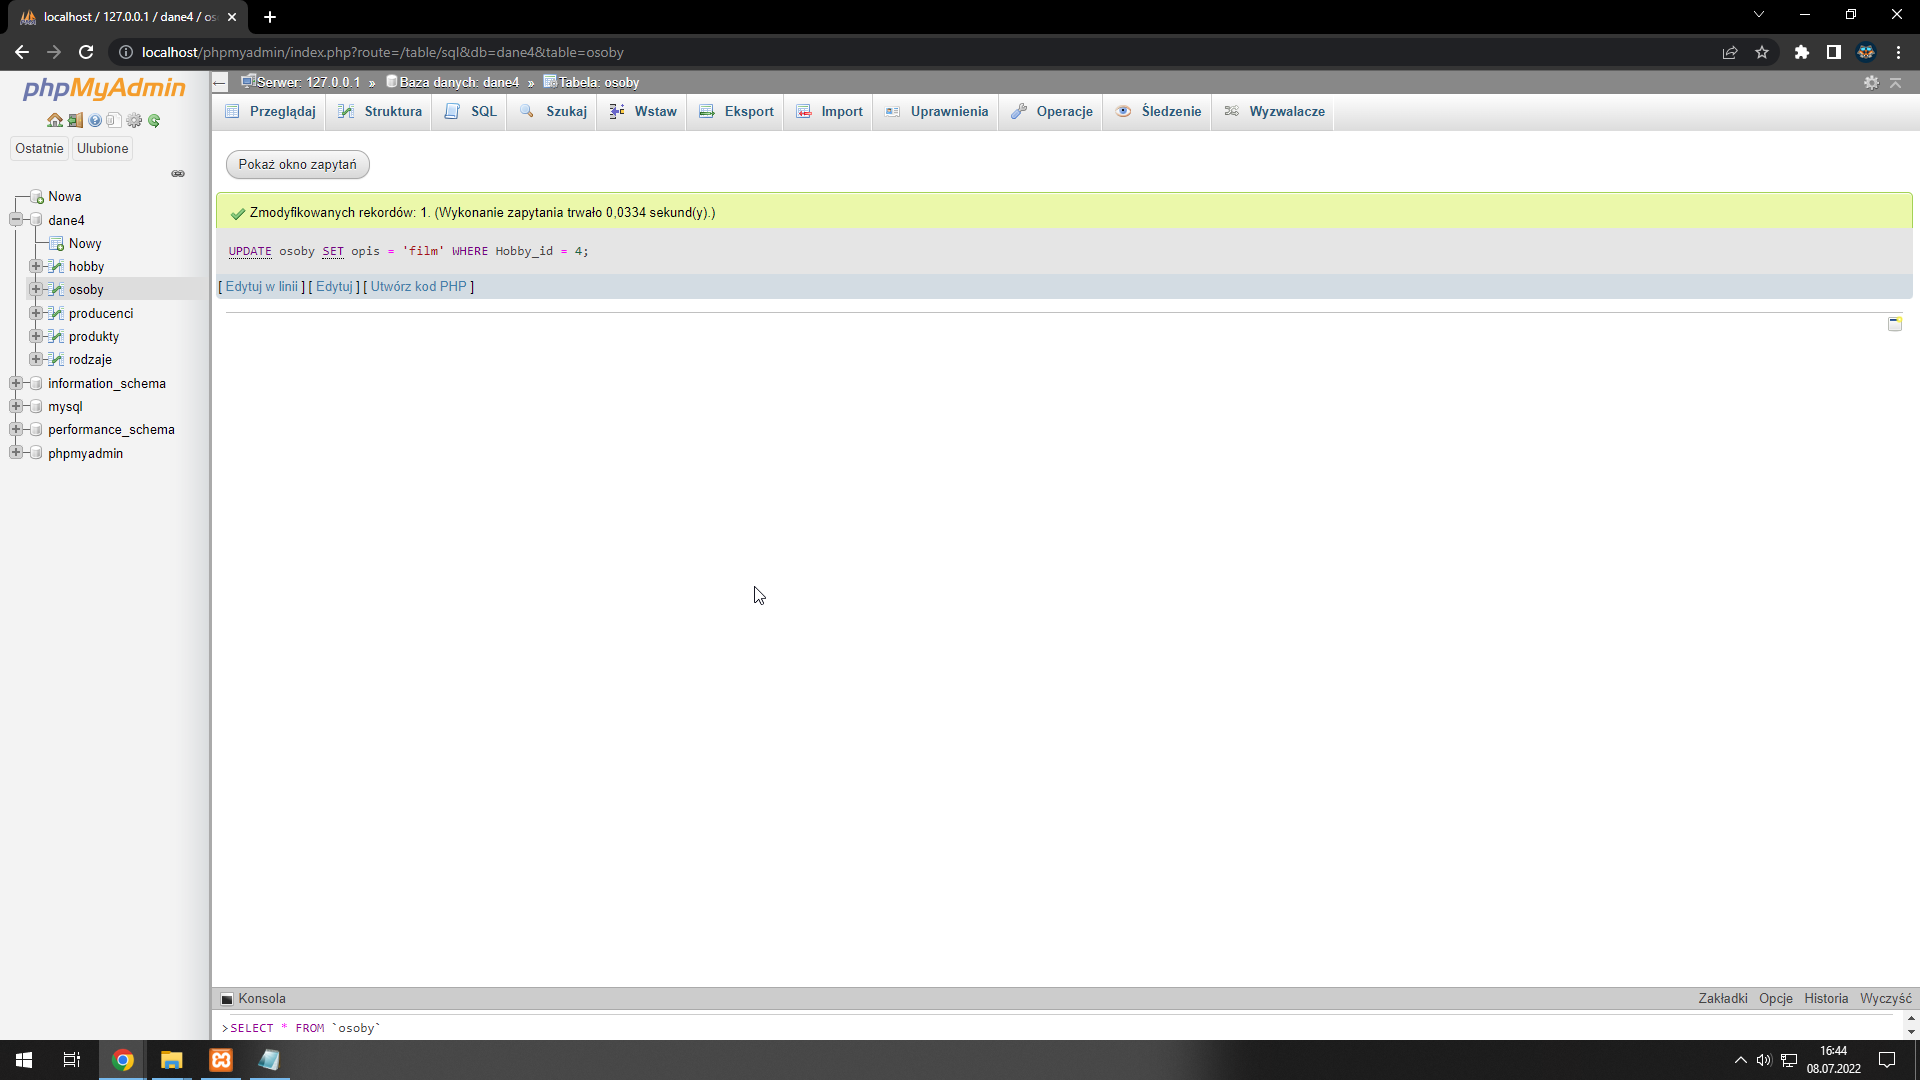 localhost / 127.0.0.1 / dane4 / os
localhost/phpmyadmin/index.php?route=/table/sql&db=dane4&table=osoby
phpMyAdmin
Ostatnie
Ulubione
Nowa
dane4
Nowy
hobby
osoby
producenci
produkty
rodzaje
information_schema
mysql
performance_schema
phpmyadmin
Serwer: 127.0.0.1 » Baza danych: dane4 » Tabela: osoby
Przeglądaj Struktura SQL Szukaj Wstaw Eksport Import Uprawnienia Operacje Śledzenie Wyzwalacze
Pokaż okno zapytań
Zmodyfikowanych rekordów: 1. (Wykonanie zapytania trwało 0,0334 sekund(y).)
UPDATE osoby SET opis = 'film' WHERE Hobby_id = 4;
[ Edytuj w linii ] [ Edytuj ] [ Utwórz kod PHP ]
Konsola
Zakładki Opcje Historia Wyczyść
>SELECT * FROM `osoby`
16:44
08.07.2022